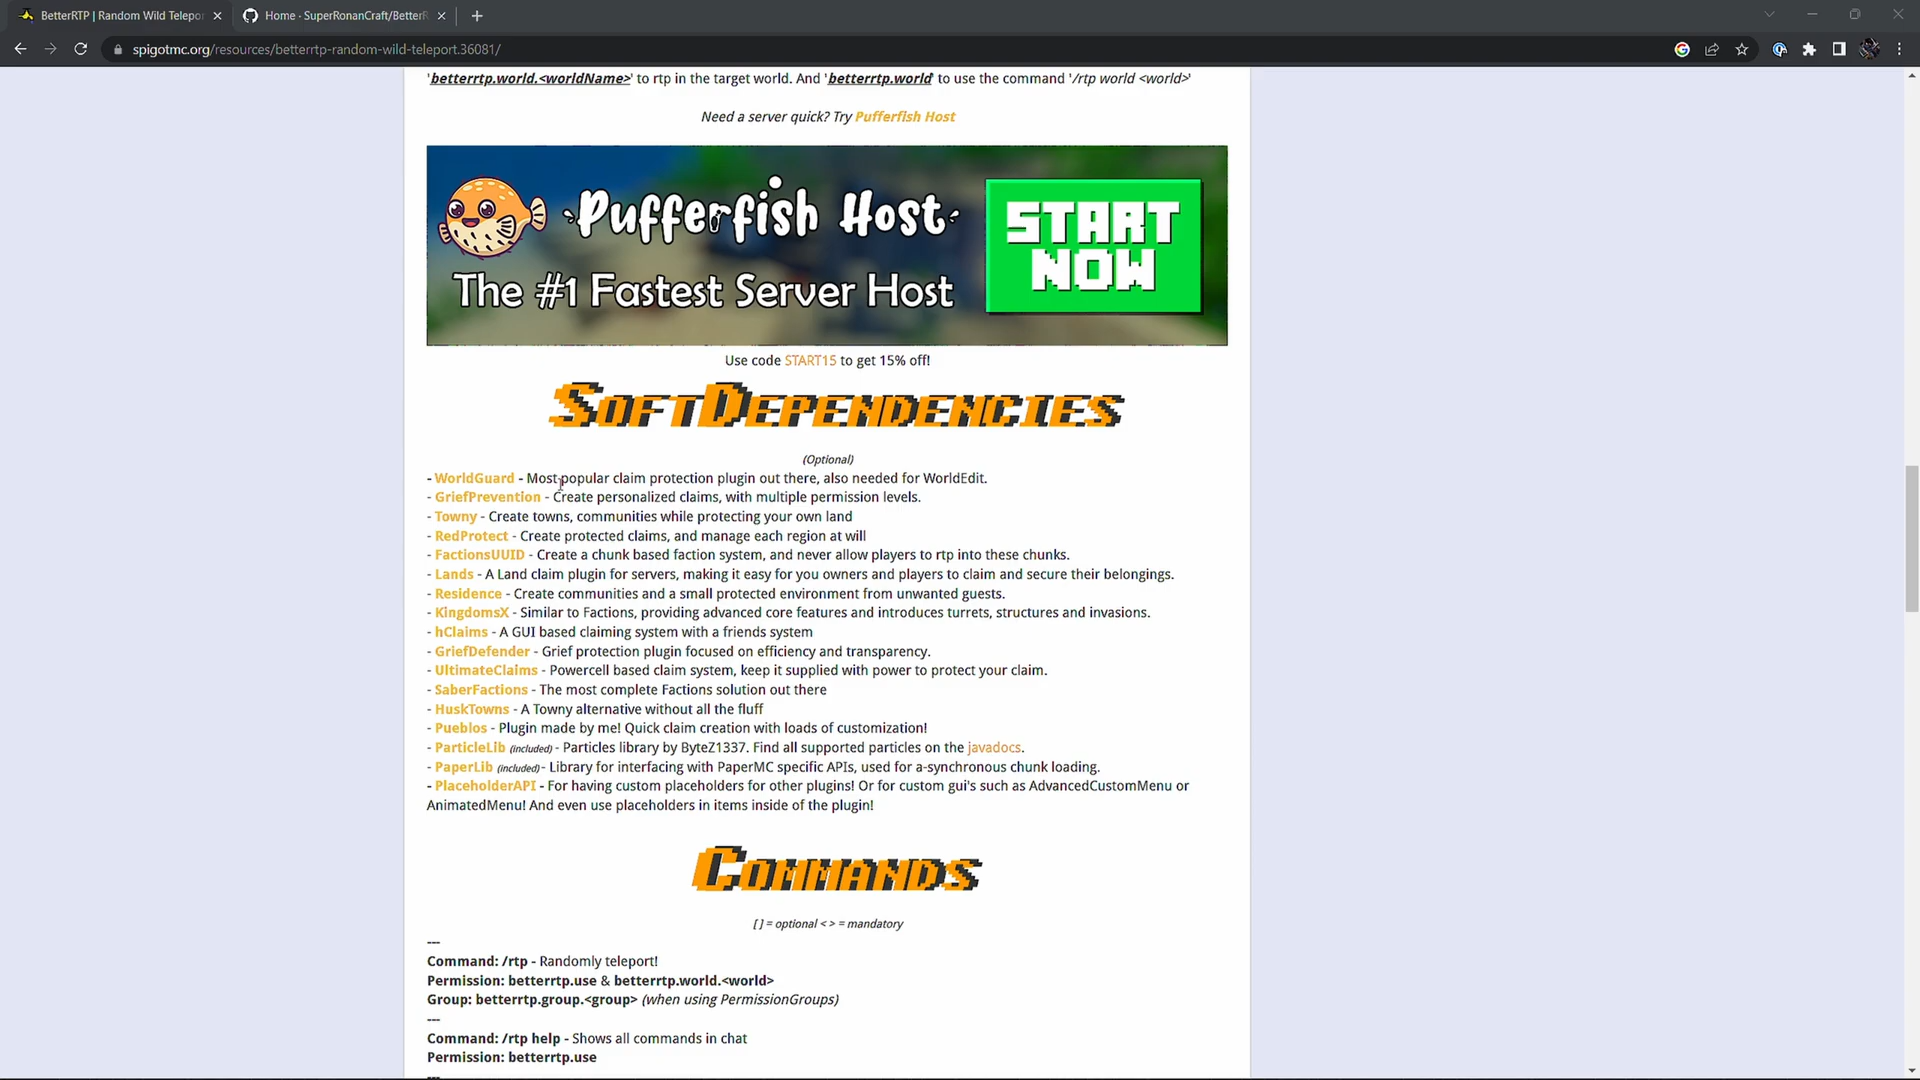 BetterRTP | Random Wild Telepor
Home · SuperRonanCraft/BetterR
spigotmc.org/resources/betterrtp-random-wild-teleport.36081/
'betterrtp.world.<worldName>' to rtp in the target world. And 'betterrtp.world' to use the command '/rtp world <world>'
Need a server quick? Try Pufferfish Host
Pufferfish Host
The #1 Fastest Server Host
START
NOW
Use code START15 to get 15% off!
SOFTDEPENDENCIES
(Optional)
- WorldGuard - Most popular claim protection plugin out there, also needed for WorldEdit.
- GriefPrevention - Create personalized claims, with multiple permission levels.
- Towny - Create towns, communities while protecting your own land
- RedProtect - Create protected claims, and manage each region at will
- FactionsUUID - Create a chunk based faction system, and never allow players to rtp into these chunks.
- Lands - A Land claim plugin for servers, making it easy for you owners and players to claim and secure their belongings.
- Residence - Create communities and a small protected environment from unwanted guests.
- KingdomsX - Similar to Factions, providing advanced core features and introduces turrets, structures and invasions.
- hClaims - A GUI based claiming system with a friends system
- GriefDefender - Grief protection plugin focused on efficiency and transparency.
- UltimateClaims - Powercell based claim system, keep it supplied with power to protect your claim.
- SaberFactions - The most complete Factions solution out there
- HuskTowns - A Towny alternative without all the fluff
- Pueblos - Plugin made by me! Quick claim creation with loads of customization!
- ParticleLib (included) - Particles library by ByteZ1337. Find all supported particles on the javadocs.
- PaperLib (included)- Library for interfacing with PaperMC specific APIs, used for a-synchronous chunk loading.
- PlaceholderAPI - For having custom placeholders for other plugins! Or for custom gui's such as AdvancedCustomMenu or
AnimatedMenu! And even use placeholders in items inside of the plugin!
COMMANDS
[ ] = optional < > = mandatory
---
Command: /rtp - Randomly teleport!
Permission: betterrtp.use & betterrtp.world.<world>
Group: betterrtp.group.<group> (when using PermissionGroups)
---
Command: /rtp help - Shows all commands in chat
Permission: betterrtp.use
---